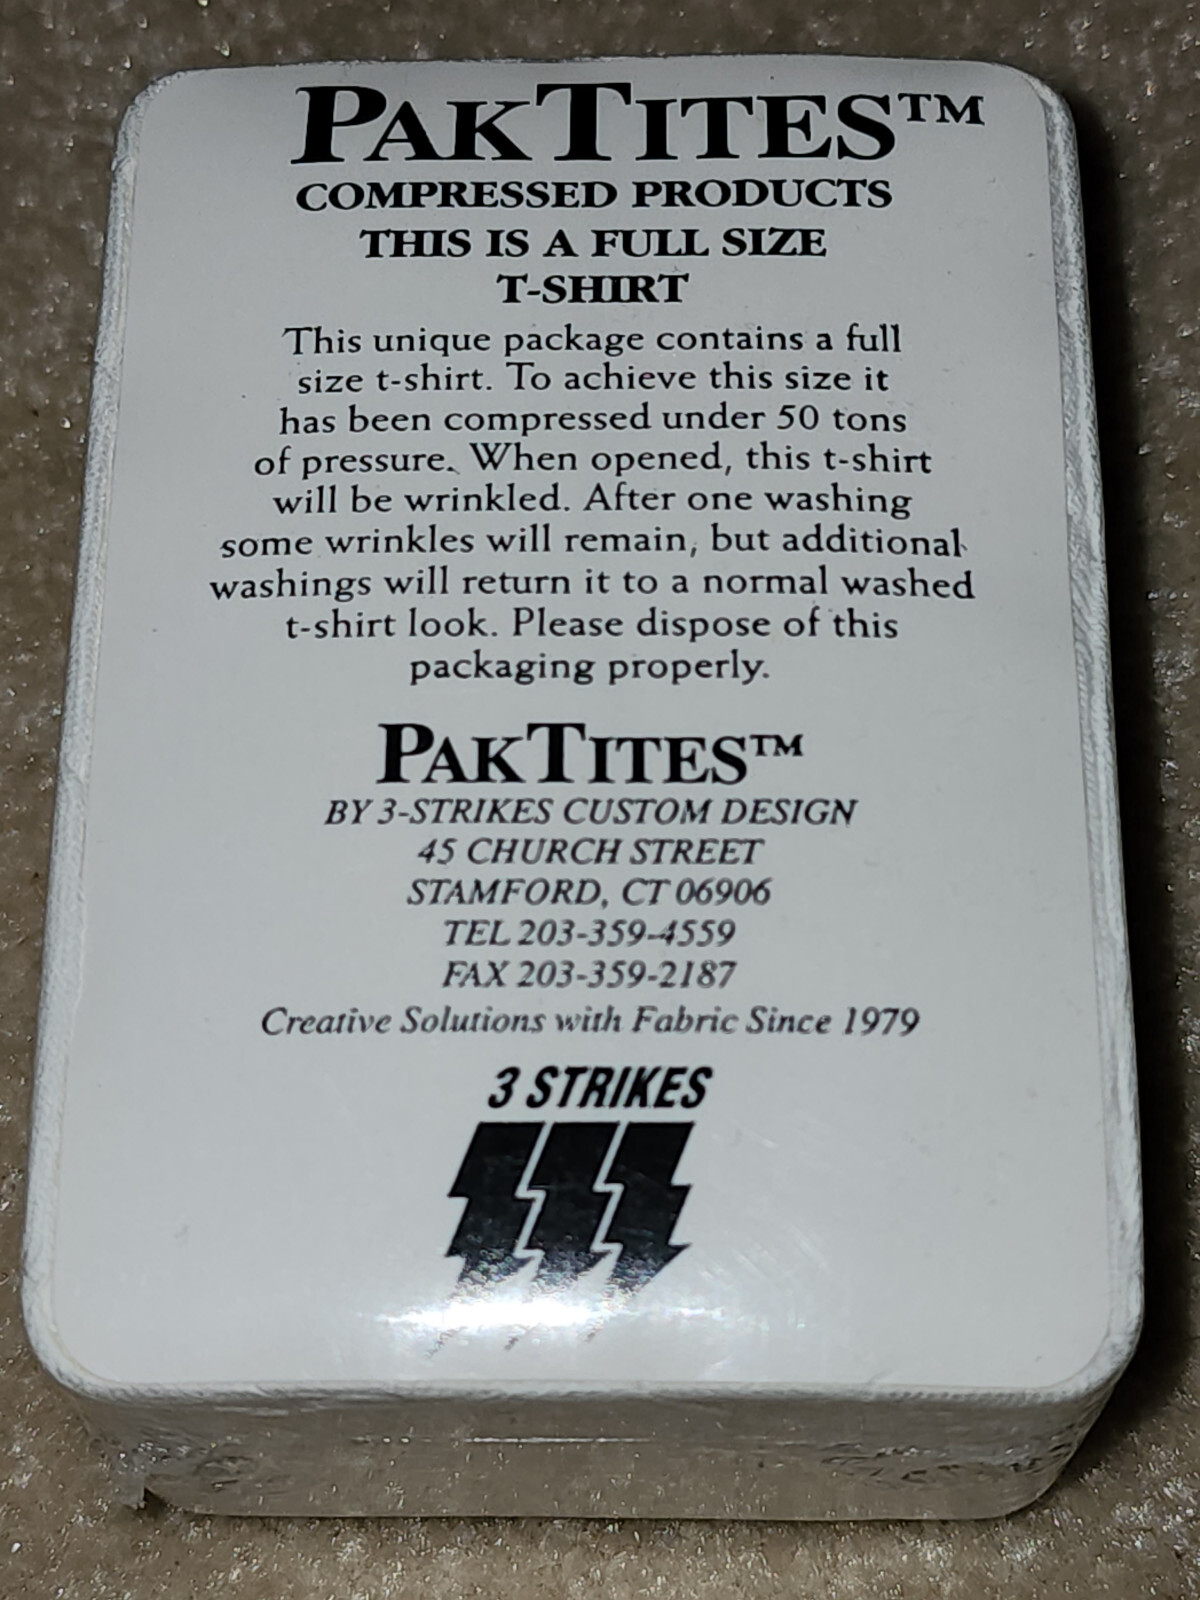 PAKTITES™
COMPRESSED PRODUCTS
THIS IS A FULL SIZE
T-SHIRT
This unique package contains a full
size t-shirt. To achieve this size it
has been compressed under 50 tons
of pressure. When opened, this t-shirt
will be wrinkled. After one washing
some wrinkles will remain, but additional
washings will return it to a normal washed
t-shirt look. Please dispose of this
packaging properly.
PAKTITES™
BY 3-STRIKES CUSTOM DESIGN
45 CHURCH STREET
STAMFORD, CT 06906
TEL 203-359-4559
FAX 203-359-2187
Creative Solutions with Fabric Since 1979
3 STRIKES